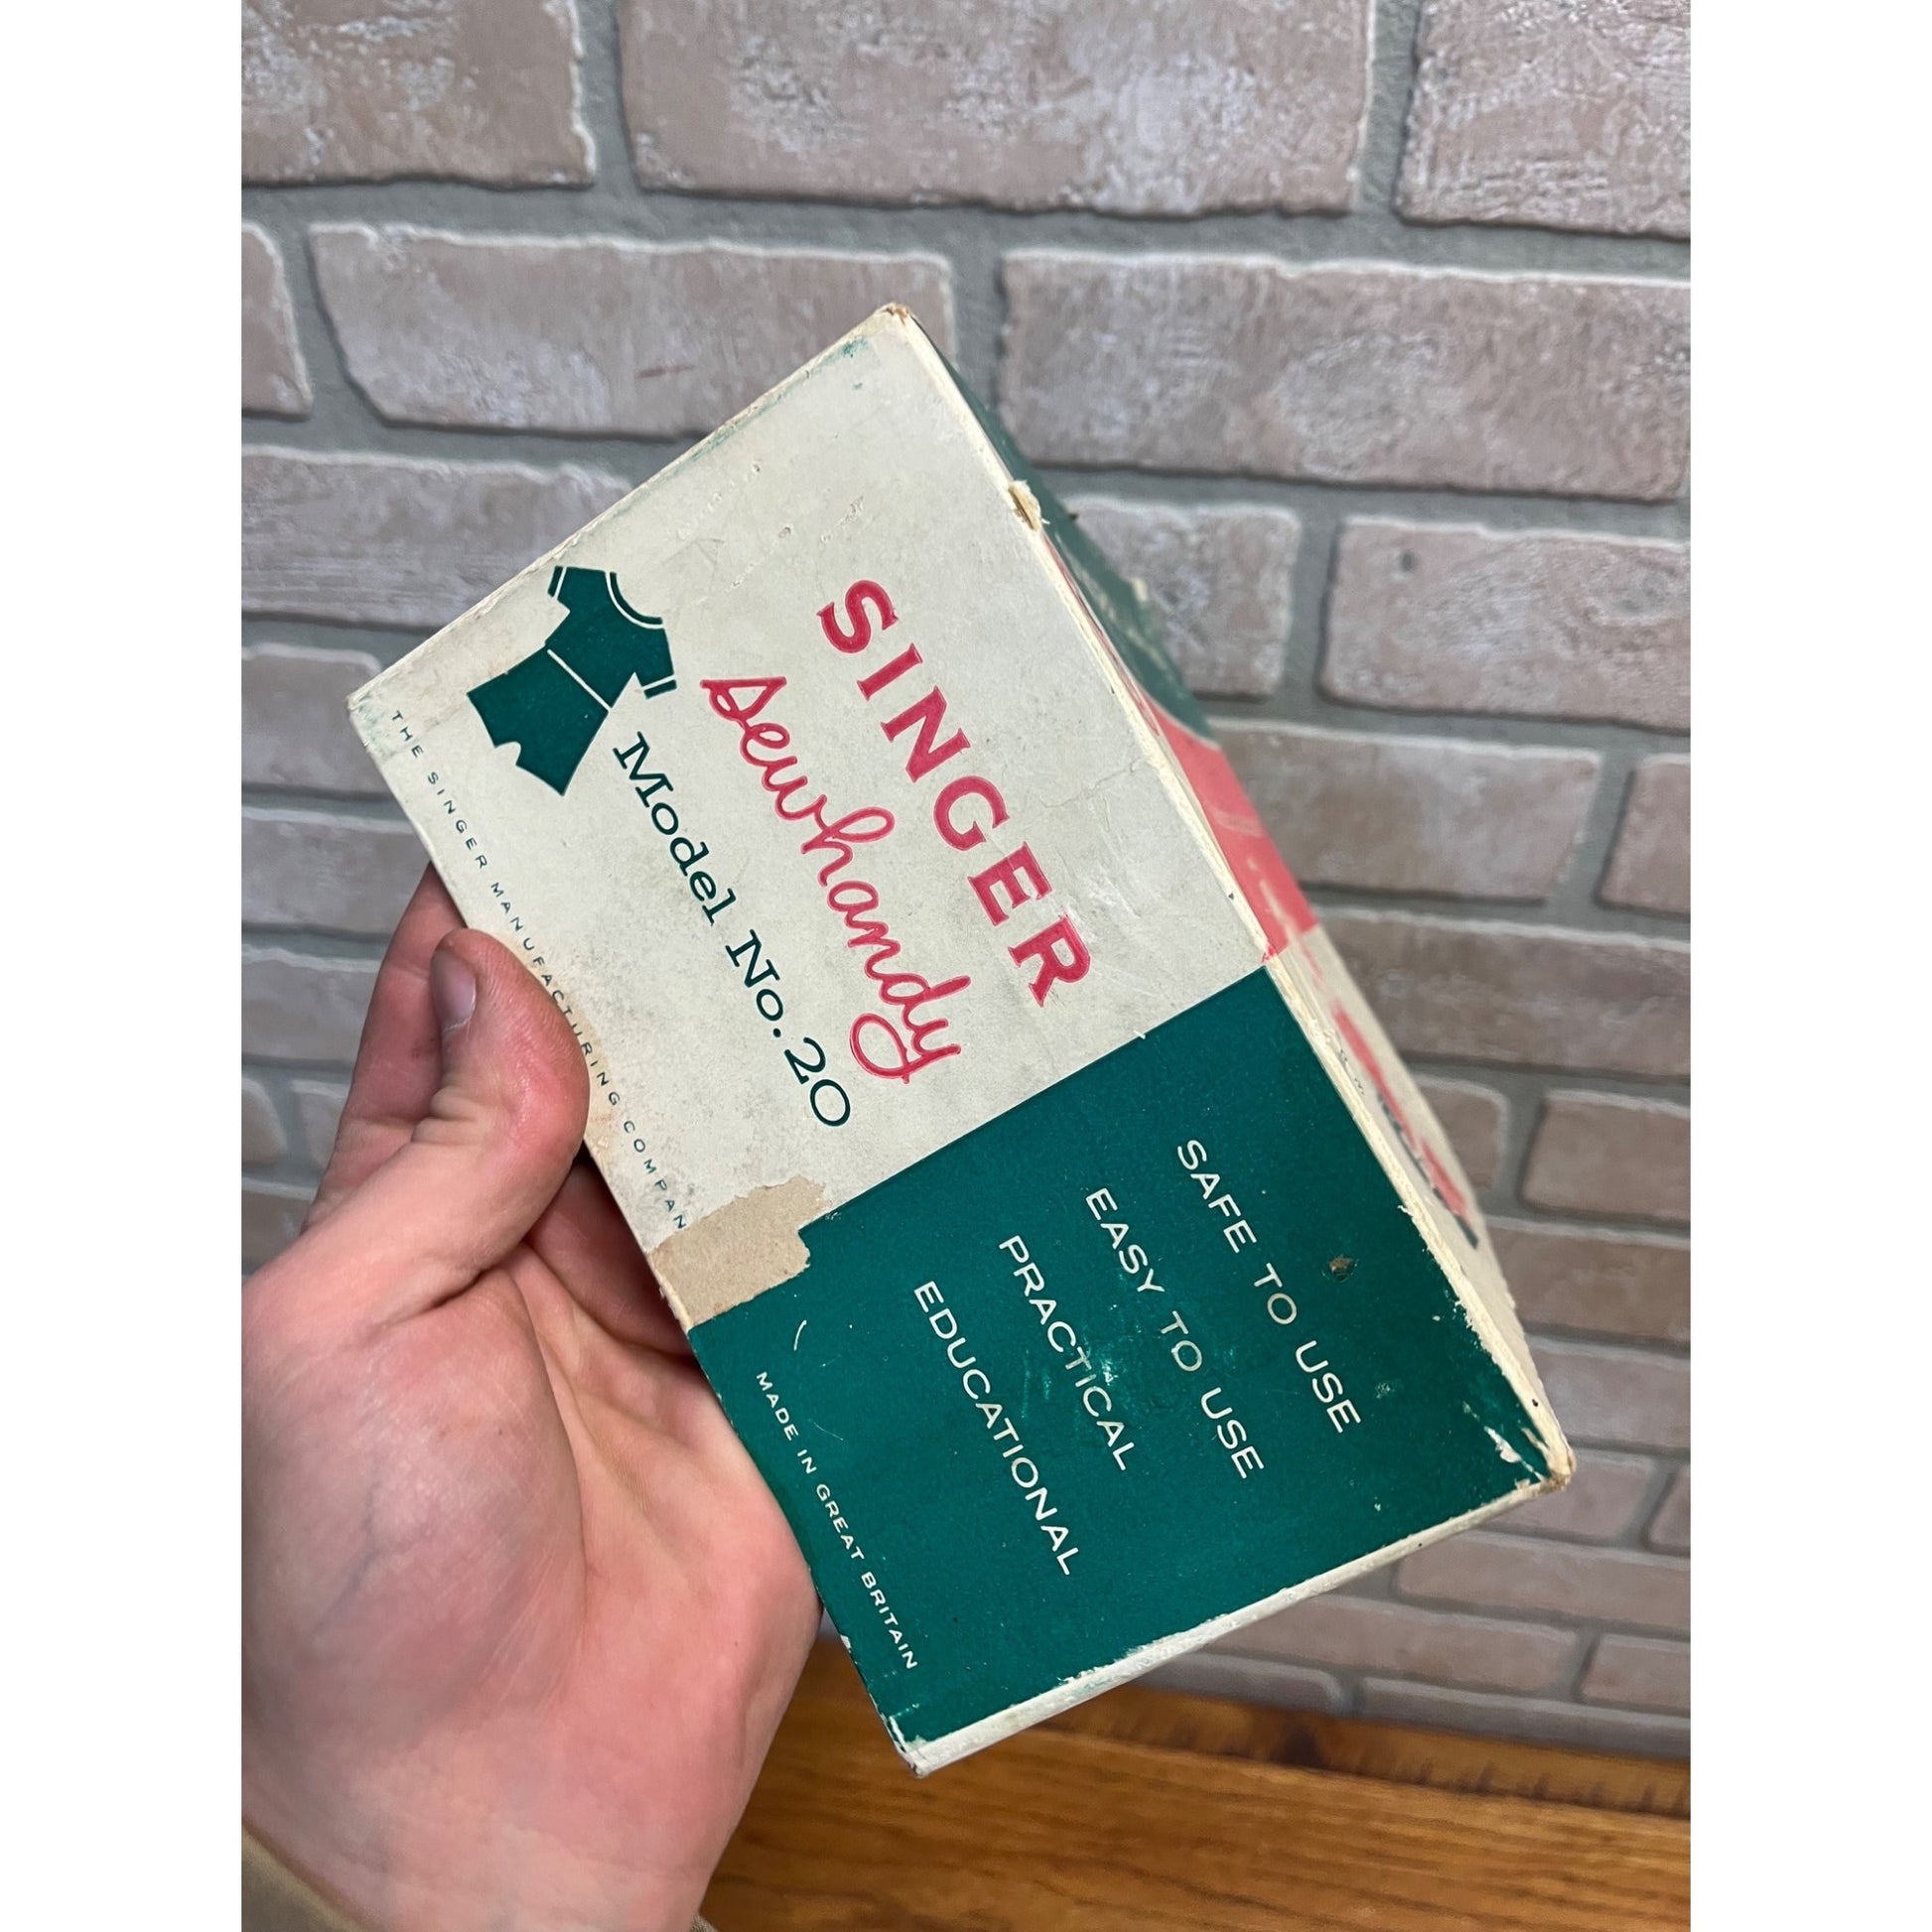 SINGER
sewhandy
Model No. 20
THE SINGER MANUFACTURING COMPAN
SAFE TO USE
EASY TO USE
PRACTICAL
EDUCATIONAL
MADE IN GREAT BRITAIN